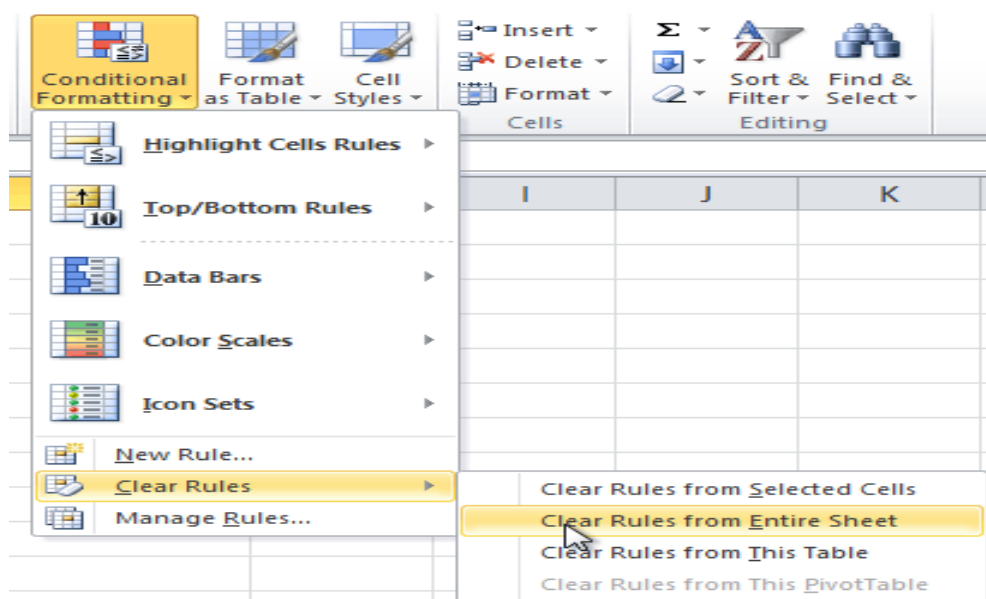 Conditional Formatting
Format as Table
Cell Styles
Insert
Delete
Format
Cells
Σ
A
Z
Sort & Filter
Find & Select
Editing
Highlight Cells Rules
10
Top/Bottom Rules
Data Bars
Color Scales
Icon Sets
New Rule...
Clear Rules
Manage Rules...
I J K
Clear Rules from Selected Cells
Clear Rules from Entire Sheet
Clear Rules from This Table
Clear Rules from This PivotTable